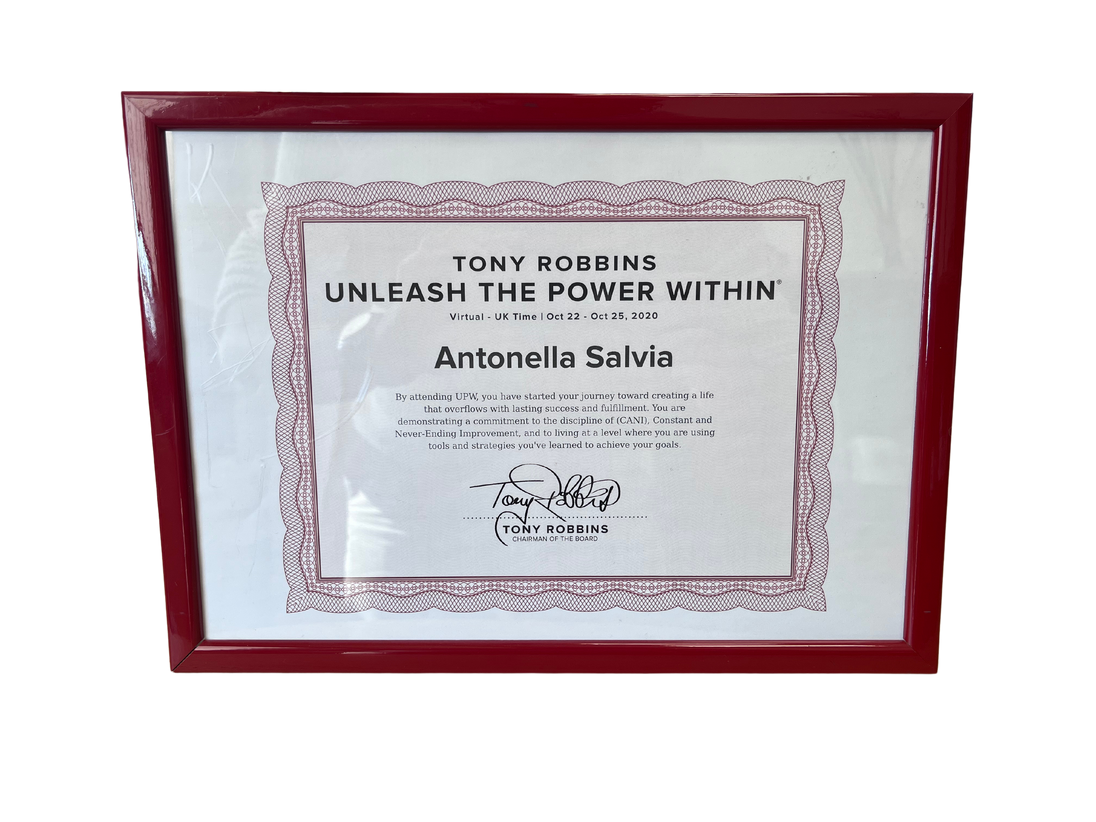 TONY ROBBINS
UNLEASH THE POWER WITHIN®
Virtual - UK Time | Oct 22 - Oct 25, 2020
Antonella Salvia
By attending UPW, you have started your journey toward creating a life
that overflows with lasting success and fulfillment. You are
demonstrating a commitment to the discipline of (CANI), Constant and
Never-Ending Improvement, and to living at a level where you are using
tools and strategies you've learned to achieve your goals.
Tony Robbins
TONY ROBBINS
CHAIRMAN OF THE BOARD